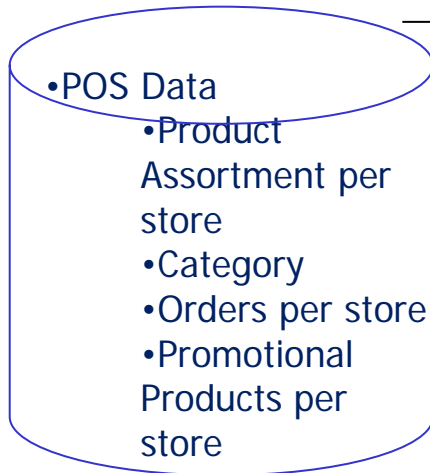 •POS Data
•Product
Assortment per
store
•Category
•Orders per store
•Promotional
Products per
store